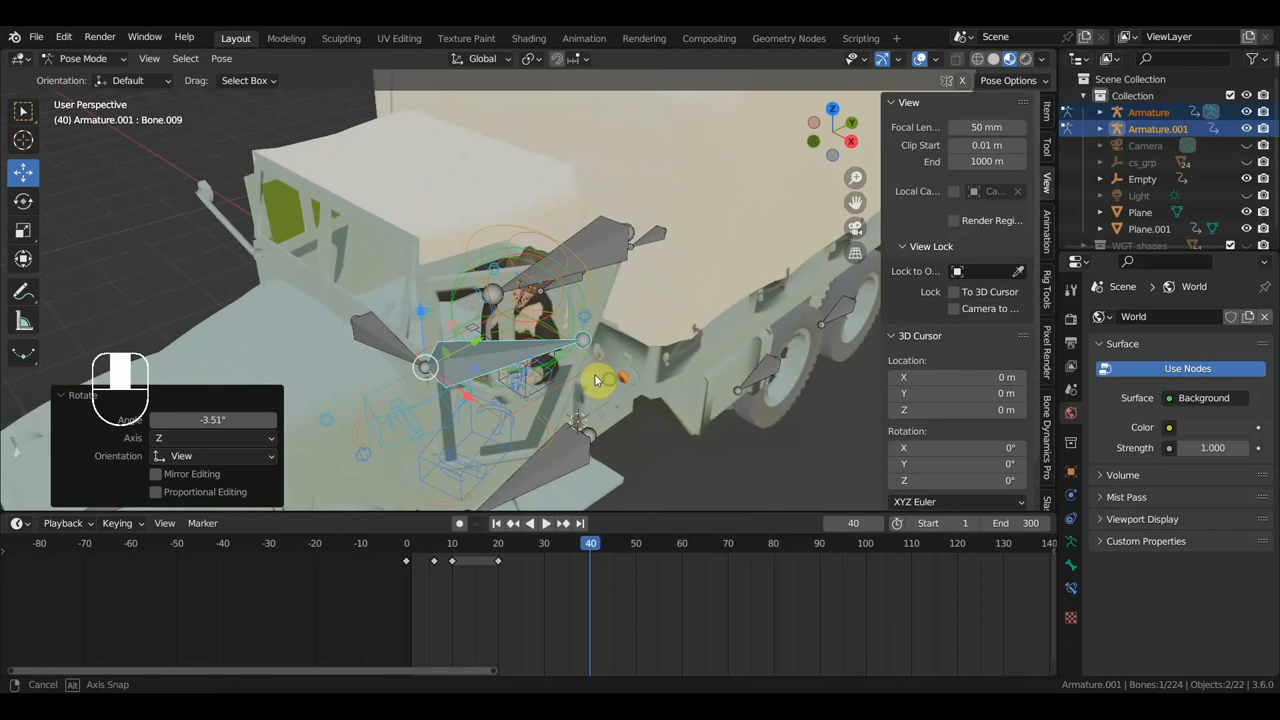 File Edit Render Window Help Layout Modeling Sculpting UV Editing Texture Paint Shading Animation Rendering Compositing Geometry Nodes Scripting + Scene ViewLayer
Pose Mode View Select Pose Global
Orientation: Default Drag: Select Box Pose Options
User Perspective
(40) Armature.001 : Bone.009
Z
Y
X
View
Focal Len... 50 mm
Clip Start 0.01 m
End 1000 m
Local Ca... Ca...
Render Regi...
View Lock
Lock to O...
Lock To 3D Cursor
Camera to ...
3D Cursor
Location:
X 0 m
Y 0 m
Z 0 m
Rotation:
X 0°
Y 0°
Z 0°
XYZ Euler
Item
Tool
View
Animation
Rig Tools
Pixel Render
Bone Dynamics Pro
Scene Collection
Collection
Armature
Armature.001
Camera
cs_grp 24
Empty
Light
Plane
Plane.001
WGT_shapes
Scene World
World
Surface
Use Nodes
Surface Background
Color
Strength 1.000
Volume
Mist Pass
Viewport Display
Custom Properties
Angle -3.51°
Axis Z
Orientation View
Mirror Editing
Proportional Editing
Playback Keying View Marker 40 Start 1 End 300
-80 -70 -60 -50 -40 -30 -20 -10 0 10 20 30 40 50 60 70 80 90 100 110 120 130 140
Cancel Alt Axis Snap Armature.001 | Bones:1/224 | Objects:2/22 | 3.6.0